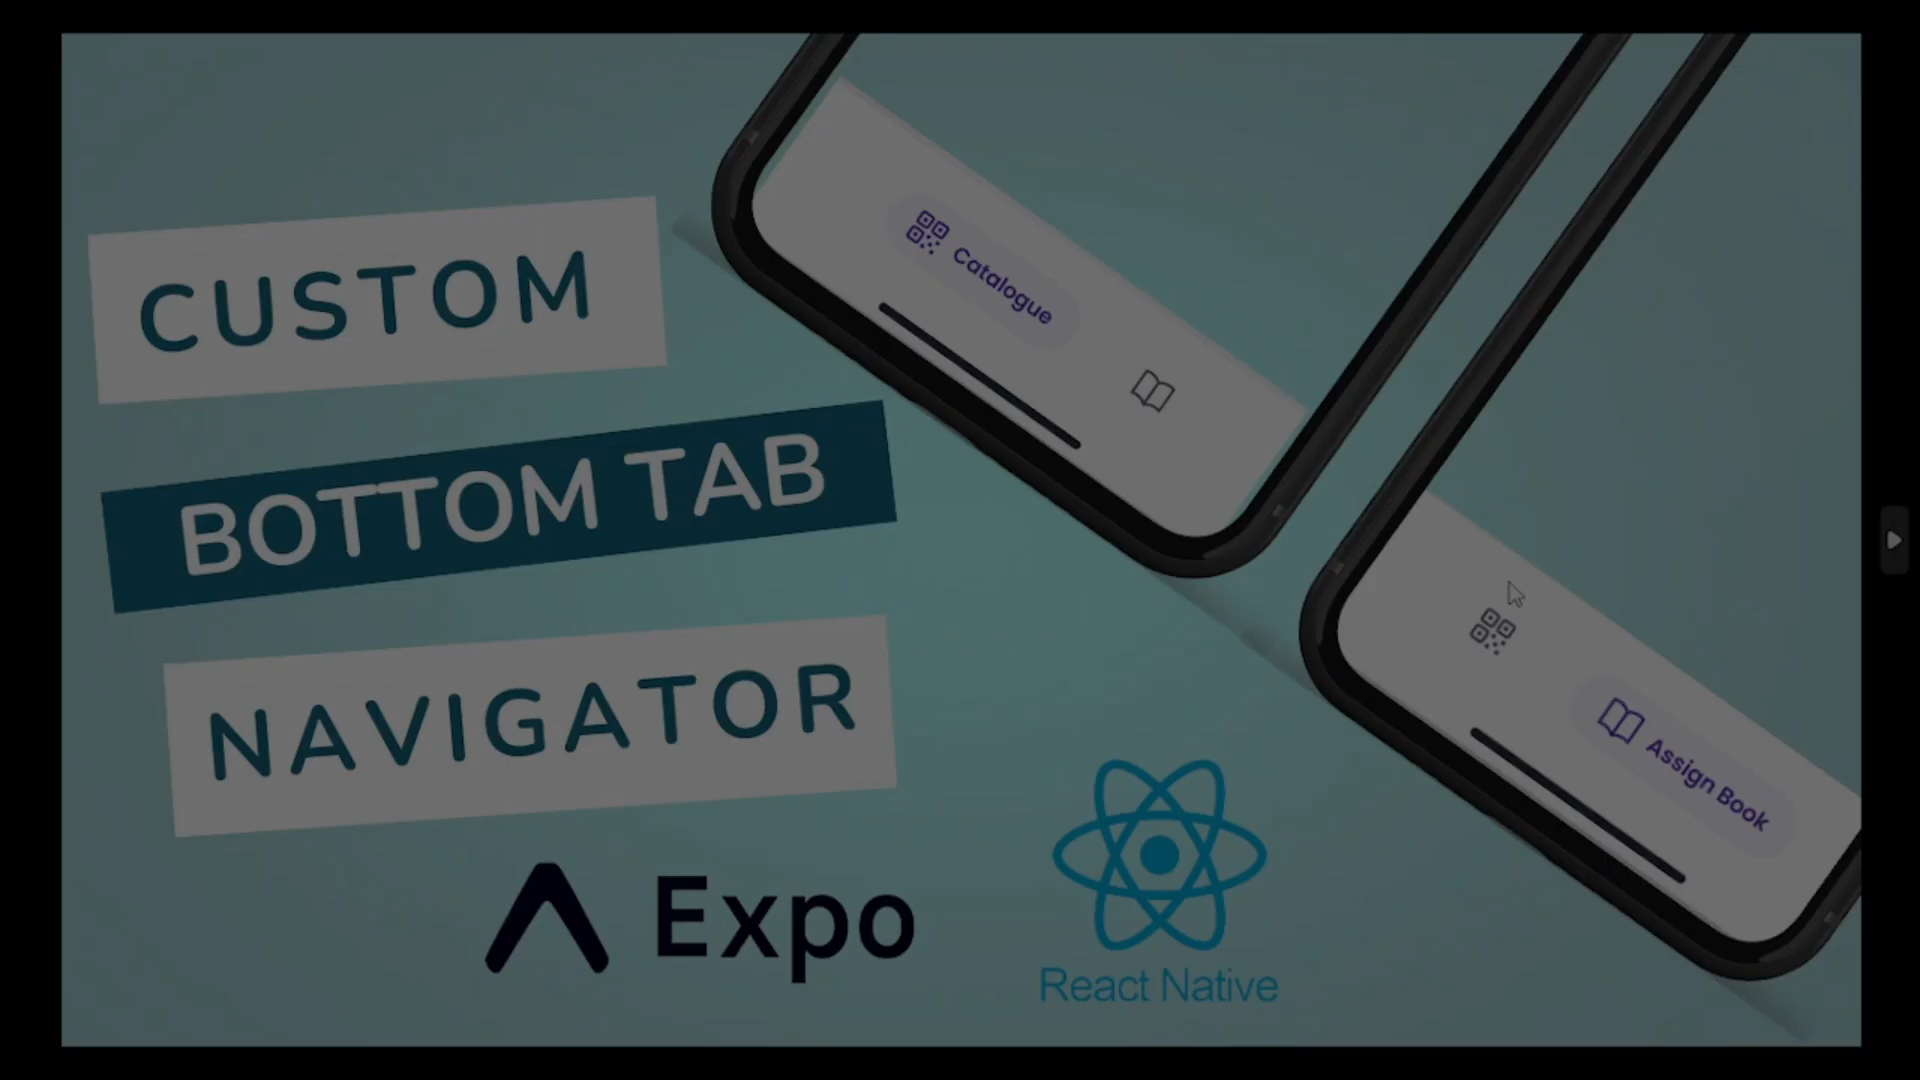 CUSTOM
BOTTOM TAB
NAVIGATOR
Expo
React Native
Catalogue
Assign Book